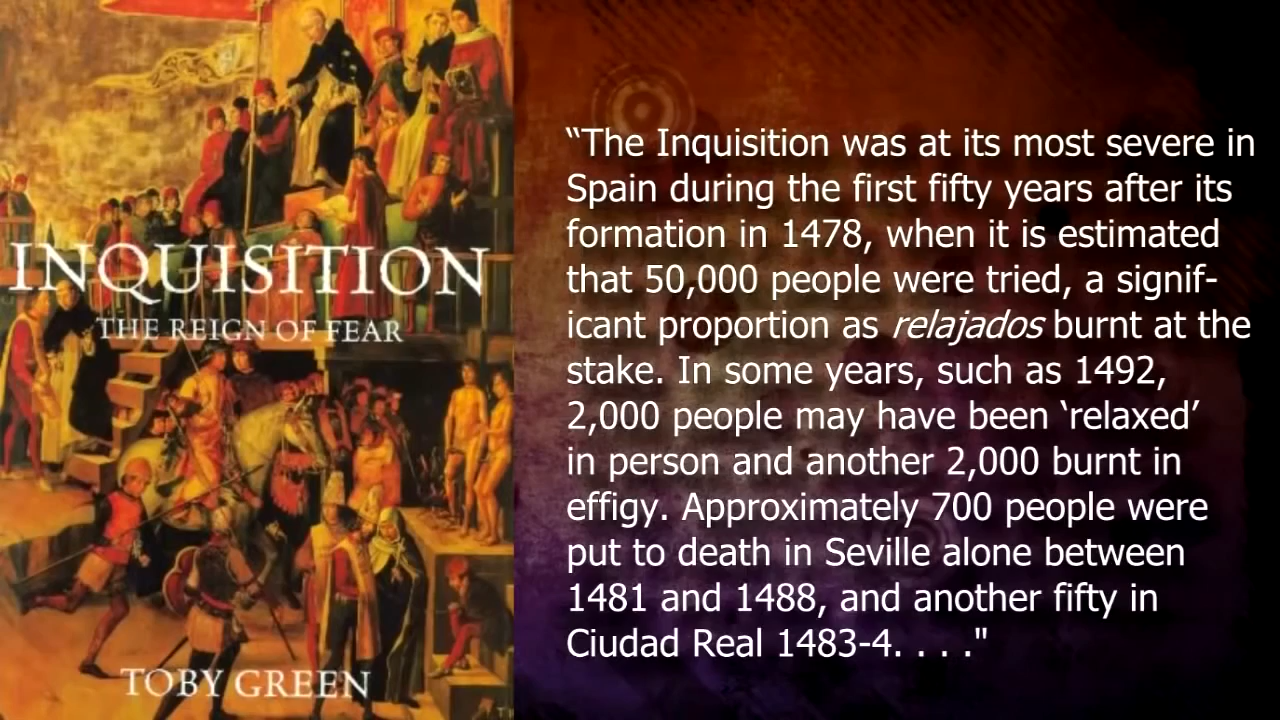 INQUISITION
THE REIGN OF FEAR
TOBY GREEN
“The Inquisition was at its most severe in
Spain during the first fifty years after its
formation in 1478, when it is estimated
that 50,000 people were tried, a signif-
icant proportion as relajados burnt at the
stake. In some years, such as 1492,
2,000 people may have been ‘relaxed’
in person and another 2,000 burnt in
effigy. Approximately 700 people were
put to death in Seville alone between
1481 and 1488, and another fifty in
Ciudad Real 1483-4. . . ."